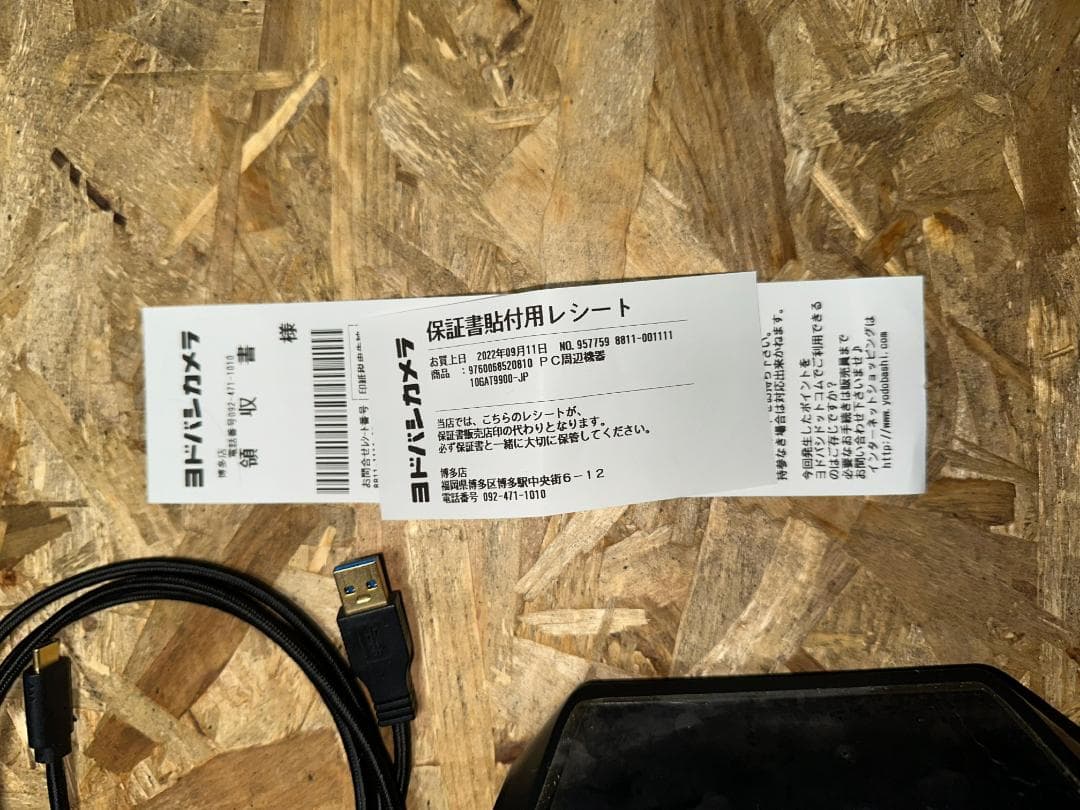 ヨドバシカメラ
博多店
電話番号092-471-1010
領収書
様
お問合せレシート番号
ヨドバシカメラ
保証書貼付用レシート
お買上日 2022年09月11日 NO.957759 8811-001111
商品 :9760068520810 PC周辺機器
106AT9900-JP
当店では、こちらのレシートが、
保証書販売店印の代わりとなります。
必ず保証書と一緒に大切に保管してください。
博多店
福岡県博多区博多駅中央街6-12
電話番号 092-471-1010
持参なき場合は対応出来かねます。
今回発生したポイントを
ヨドバシドットコムでご利用できる
のはご存じですか?
必要なお手続きは販売員まで
お問い合わせ下さいませ♪
インターネットショッピングは
http://www.yodobashi.com